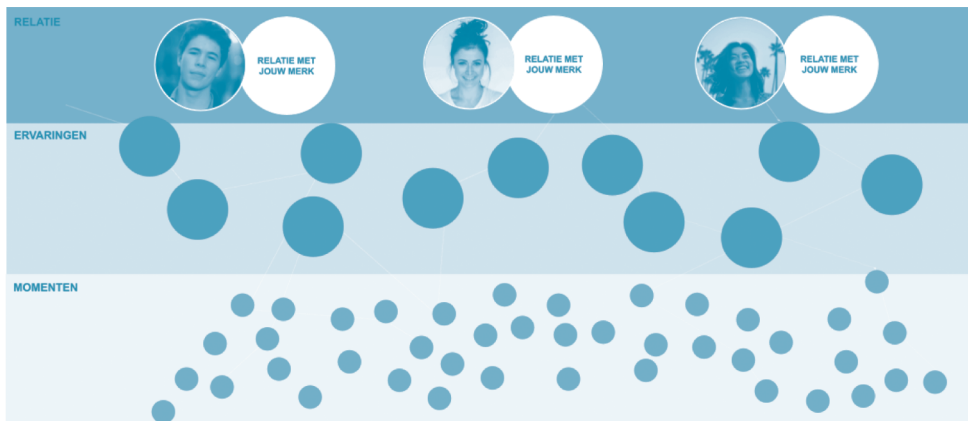 RELATIE
RELATIE MET
JOUW MERK
RELATIE MET
JOUW MERK
RELATIE MET
JOUW MERK
ERVARINGEN
MOMENTEN